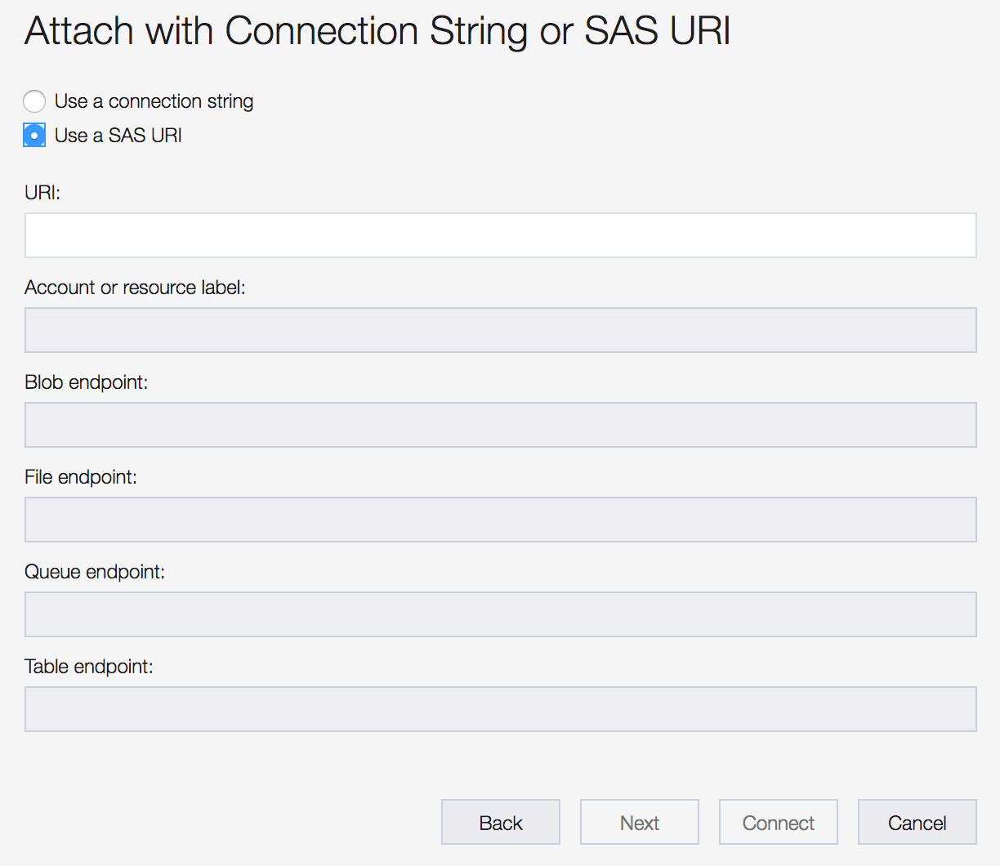 Attach with Connection String or SAS URI
Use a connection string
Use a SAS URI
URI:
Account or resource label:
Blob endpoint:
File endpoint:
Queue endpoint:
Table endpoint:
Back Next Connect Cancel